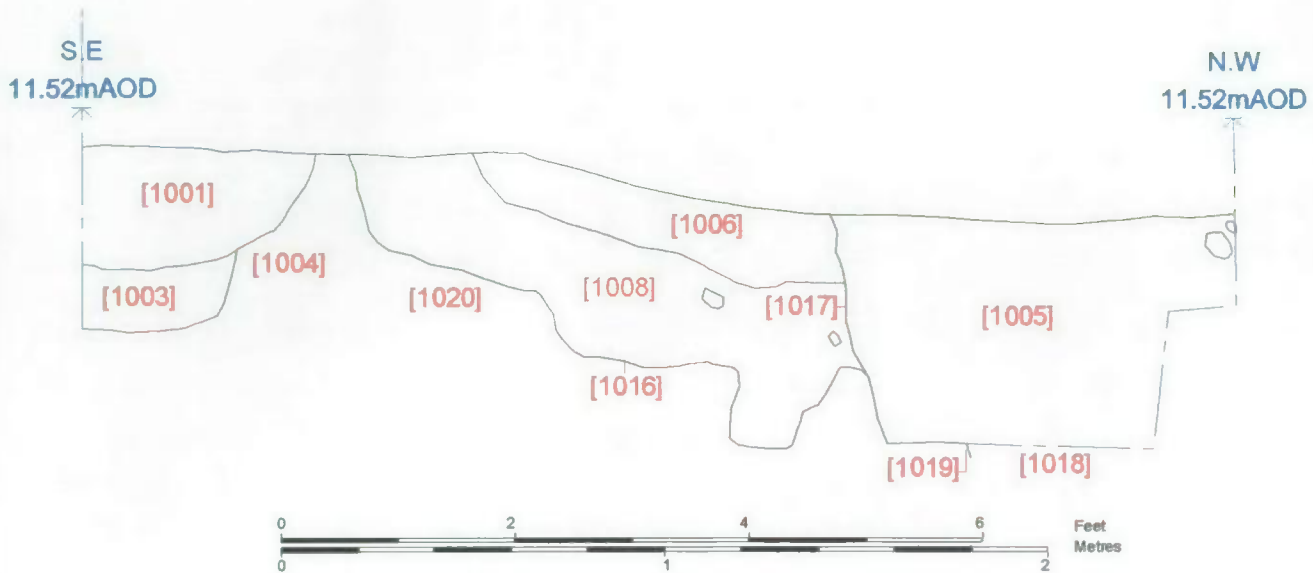 S.E
11.52mAOD
N.W
11.52mAOD
[1001]
[1006]
[1004]
[1003]
[1020]
[1008]
[1017]
[1005]
[1016]
[1019]
[1018]
0 2 4 6 Feet
Metres
0 1 2